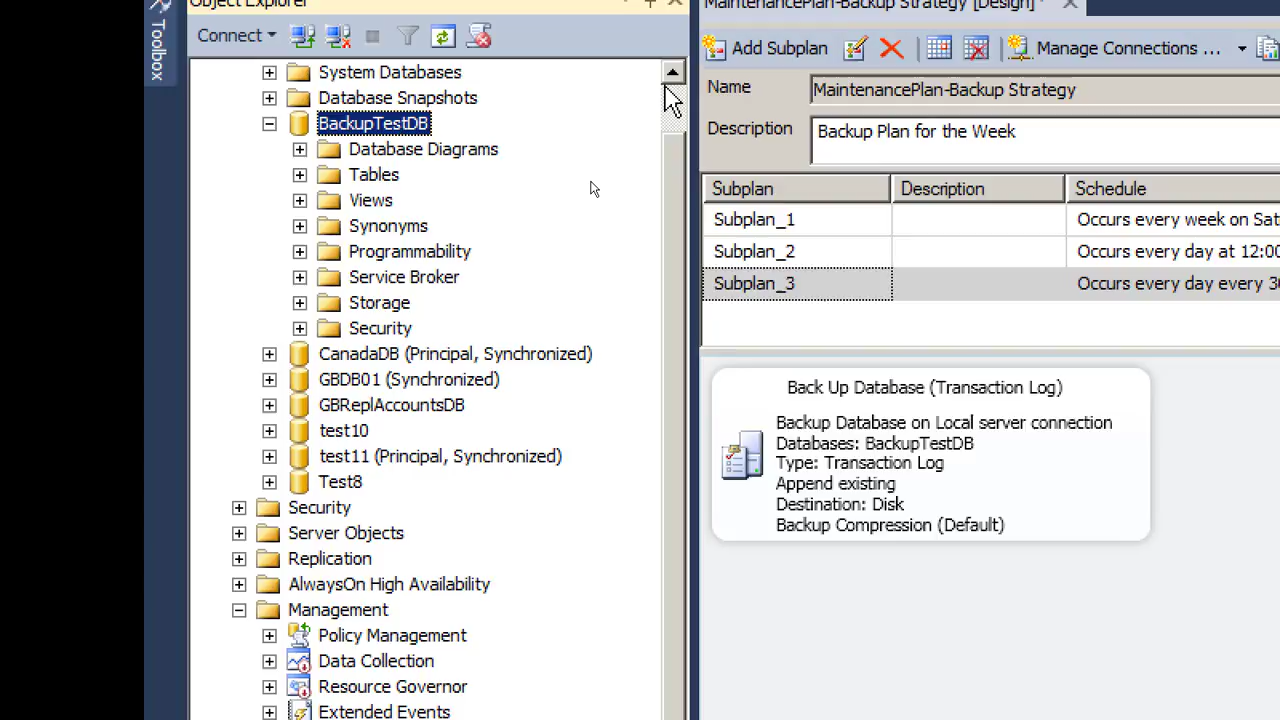 Toolbox
Object Explorer
Connect
System Databases
Database Snapshots
BackupTestDB
Database Diagrams
Tables
Views
Synonyms
Programmability
Service Broker
Storage
Security
CanadaDB (Principal, Synchronized)
GBDB01 (Synchronized)
GBReplAccountsDB
test10
test11 (Principal, Synchronized)
Test8
Security
Server Objects
Replication
AlwaysOn High Availability
Management
Policy Management
Data Collection
Resource Governor
Extended Events
MaintenancePlan-Backup Strategy [Design]*
Add Subplan
Manage Connections ...
Name
MaintenancePlan-Backup Strategy
Description
Backup Plan for the Week
Subplan Description Schedule
Subplan_1 Occurs every week on Sat
Subplan_2 Occurs every day at 12:00
Subplan_3 Occurs every day every 30
Back Up Database (Transaction Log)
Backup Database on Local server connection
Databases: BackupTestDB
Type: Transaction Log
Append existing
Destination: Disk
Backup Compression (Default)